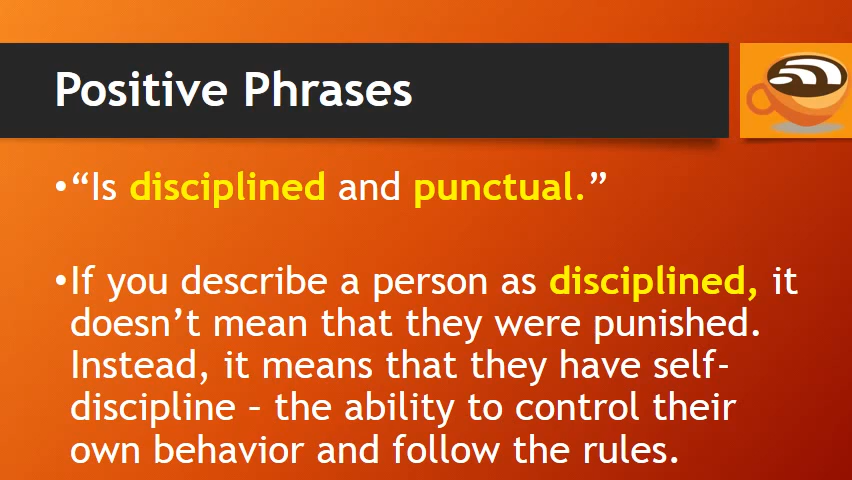 Positive Phrases
•“Is disciplined and punctual.”
•If you describe a person as disciplined, it
doesn’t mean that they were punished.
Instead, it means that they have self-
discipline – the ability to control their
own behavior and follow the rules.